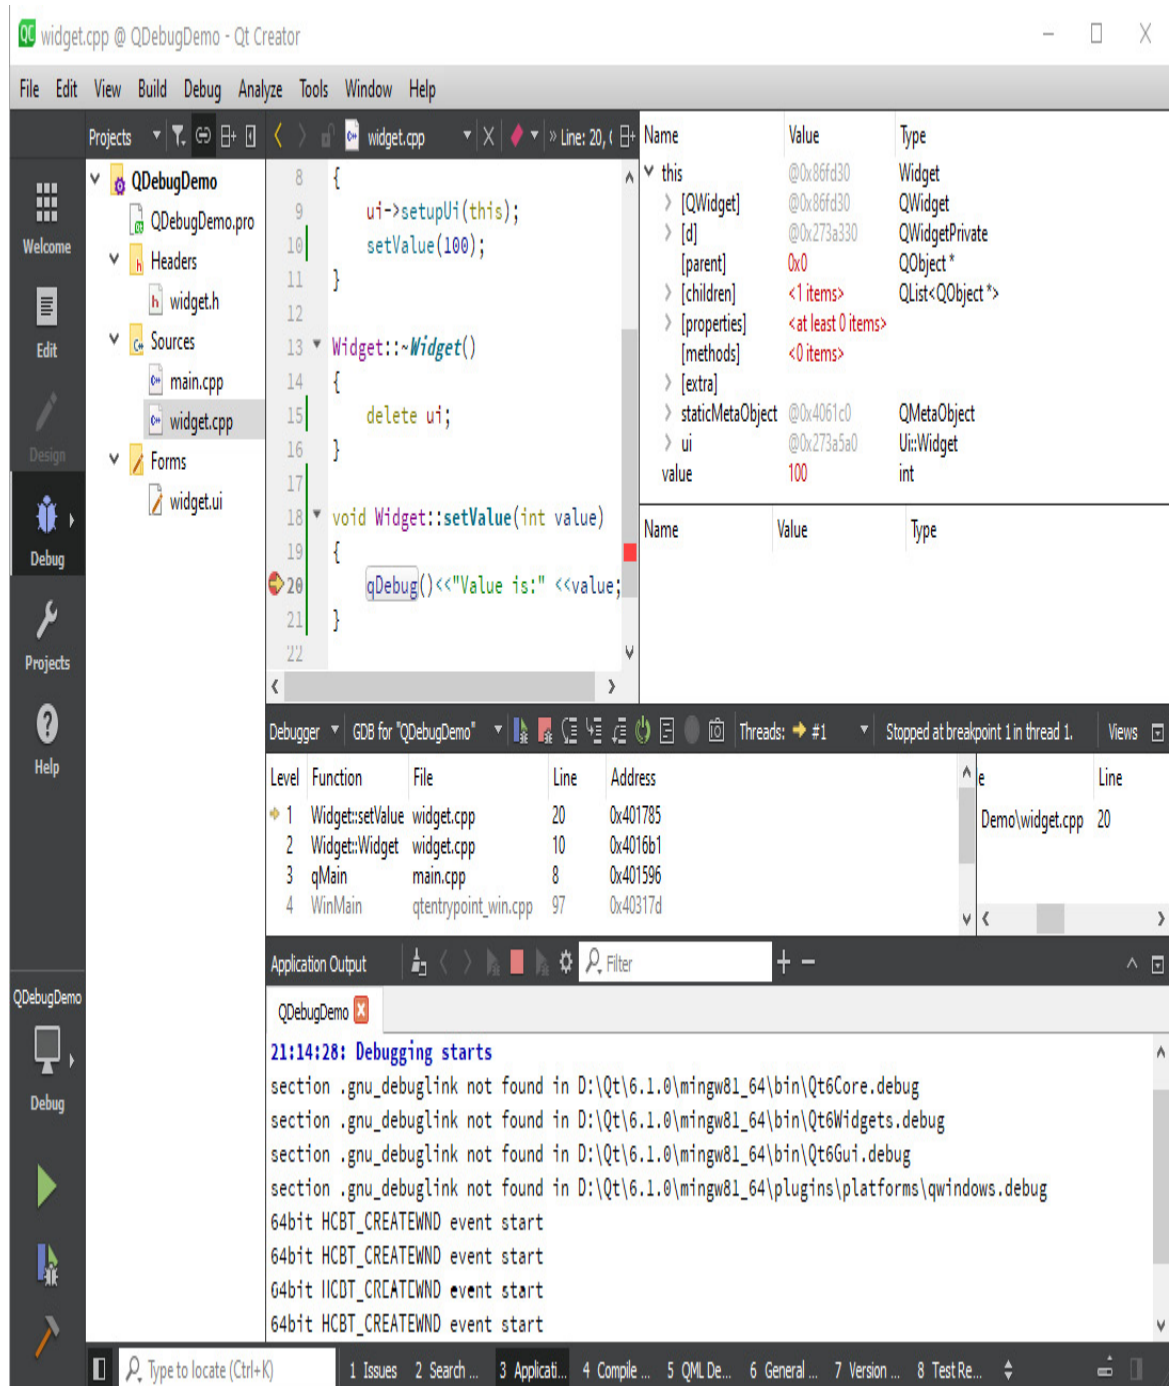 widget.cpp @ QDebugDemo - Qt Creator
File Edit View Build Debug Analyze Tools Window Help
Projects
widget.cpp
» Line: 20, (
Welcome
Edit
Design
Debug
Projects
Help
QDebugDemo
Debug
QDebugDemo
QDebugDemo.pro
Headers
widget.h
Sources
main.cpp
widget.cpp
Forms
widget.ui
8 {
9 ui->setupUi(this);
10 setValue(100);
11 }
12
13 Widget::~Widget()
14 {
15 delete ui;
16 }
17
18 void Widget::setValue(int value)
19 {
20 qDebug()<<"Value is:" <<value;
21 }
22
Name Value Type
this @0x86fd30 Widget
[QWidget] @0x86fd30 QWidget
[d] @0x273a330 QWidgetPrivate
[parent] 0x0 QObject *
[children] <1 items> QList<QObject *>
[properties] <at least 0 items>
[methods] <0 items>
[extra]
staticMetaObject @0x4061c0 QMetaObject
ui @0x273a5a0 Ui::Widget
value 100 int
Name Value Type
Debugger GDB for "QDebugDemo" Threads: #1 Stopped at breakpoint 1 in thread 1. Views
Level Function File Line Address
1 Widget::setValue widget.cpp 20 0x401785
2 Widget::Widget widget.cpp 10 0x4016b1
3 qMain main.cpp 8 0x401596
4 WinMain qtentrypoint_win.cpp 97 0x40317d
e Line
Demo\widget.cpp 20
Application Output Filter
QDebugDemo
21:14:28: Debugging starts
section .gnu_debuglink not found in D:\Qt\6.1.0\mingw81_64\bin\Qt6Core.debug
section .gnu_debuglink not found in D:\Qt\6.1.0\mingw81_64\bin\Qt6Widgets.debug
section .gnu_debuglink not found in D:\Qt\6.1.0\mingw81_64\bin\Qt6Gui.debug
section .gnu_debuglink not found in D:\Qt\6.1.0\mingw81_64\plugins\platforms\qwindows.debug
64bit HCBT_CREATEWND event start
64bit HCBT_CREATEWND event start
64bit HCBT_CREATEWND event start
64bit HCBT_CREATEWND event start
Type to locate (Ctrl+K) 1 Issues 2 Search ... 3 Applicati... 4 Compile ... 5 QML De... 6 General ... 7 Version ... 8 Test Re...